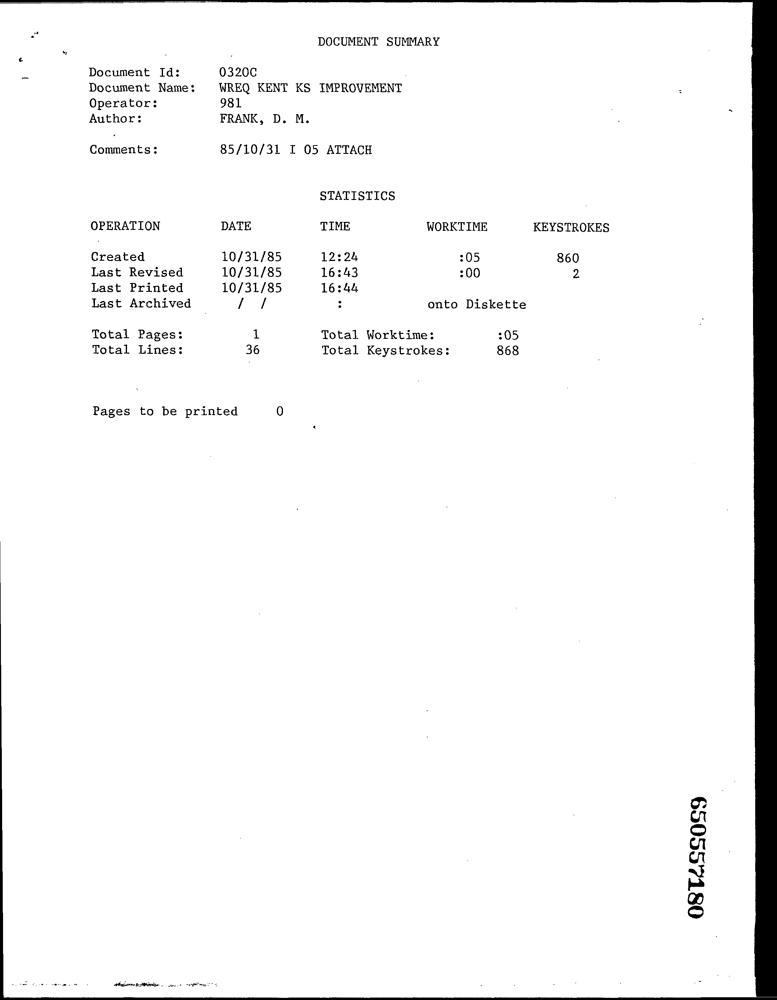 DOCUMENT SUMMARY
Document Id: 0320C
Document Name: WREQ KENT KS IMPROVEMENT
Operator: 981
Author: FRANK, D. M.
Comments: 85/10/31 I 05 ATTACH
STATISTICS
OPERATION DATE TIME WORKTIME KEYSTROKES
Created 10/31/85 12:24 :05 860
Last Revised 10/31/85 16:43 :00 2
Last Printed 10/31/85 16:44
Last Archived / / : onto Diskette
Total Pages: 1 Total Worktime: :05
Total Lines: 36 Total Keystrokes: 868
Pages to be printed 0
650557180